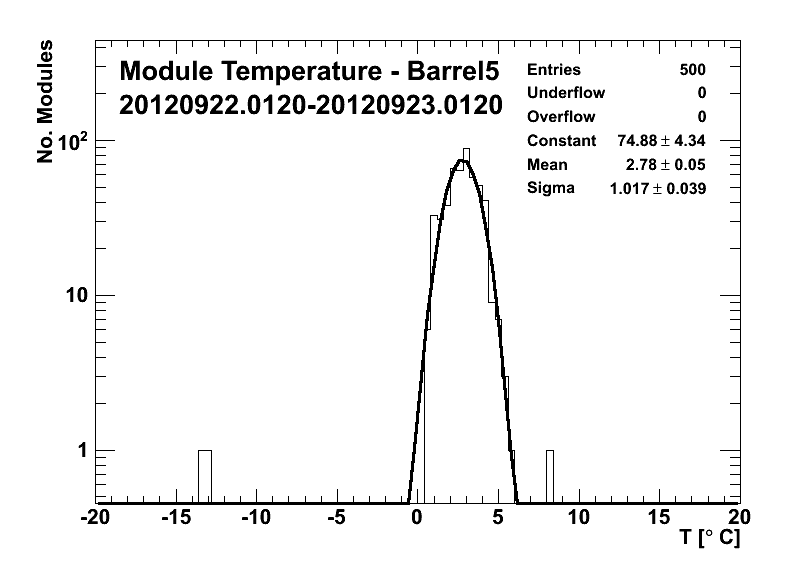 Module Temperature - Barrel5
20120922.0120-20120923.0120
Entries 500
Underflow 0
Overflow 0
Constant 74.88 ± 4.34
Mean 2.78 ± 0.05
Sigma 1.017 ± 0.039
No. Modules
10²
10
1
-20 -15 -10 -5 0 5 10 15 20
T [° C]